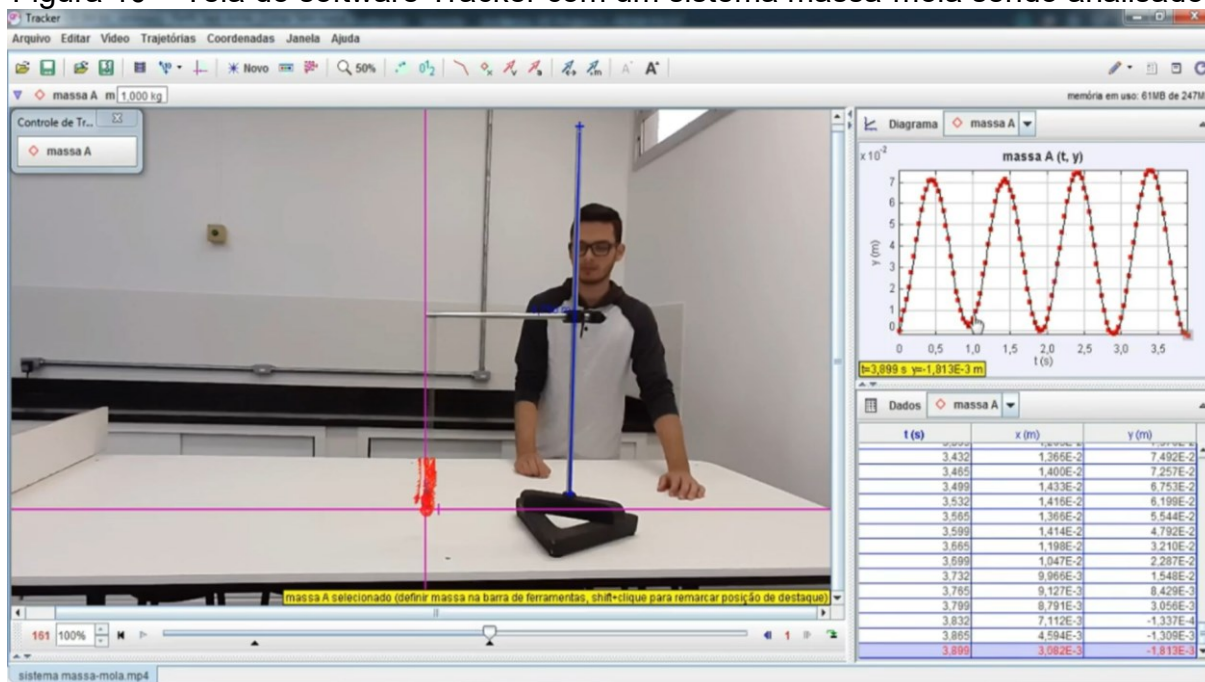 Figura 10 – Tela do software Tracker com um sistema massa-mola sendo analisado
Tracker
Arquivo Editar Vídeo Trajetórias Coordenadas Janela Ajuda
Novo 50%
massa A m 1,000 kg
memória em uso: 61MB de 247M
Controle de Tr...
massa A
Diagrama massa A
x 10^-2
massa A (t, y)
7
6
5
4
3
2
1
0
y (m)
0 0,5 1,0 1,5 2,0 2,5 3,0 3,5
t (s)
t=3,899 s y=-1,813E-3 m
Dados massa A
t (s) x (m) y (m)
3,432 1,365E-2 7,492E-2
3,465 1,400E-2 7,257E-2
3,499 1,433E-2 6,753E-2
3,532 1,416E-2 6,199E-2
3,565 1,366E-2 5,544E-2
3,599 1,414E-2 4,792E-2
3,665 1,198E-2 3,210E-2
3,699 1,047E-2 2,287E-2
3,732 9,966E-3 1,548E-2
3,765 9,127E-3 8,429E-3
3,799 8,791E-3 3,056E-3
3,832 7,112E-3 -1,337E-4
3,865 4,594E-3 -1,309E-3
3,899 3,082E-3 -1,813E-3
massa A selecionado (definir massa na barra de ferramentas, shift+clique para remarcar posição de destaque)
161 100% 1
sistema massa-mola.mp4